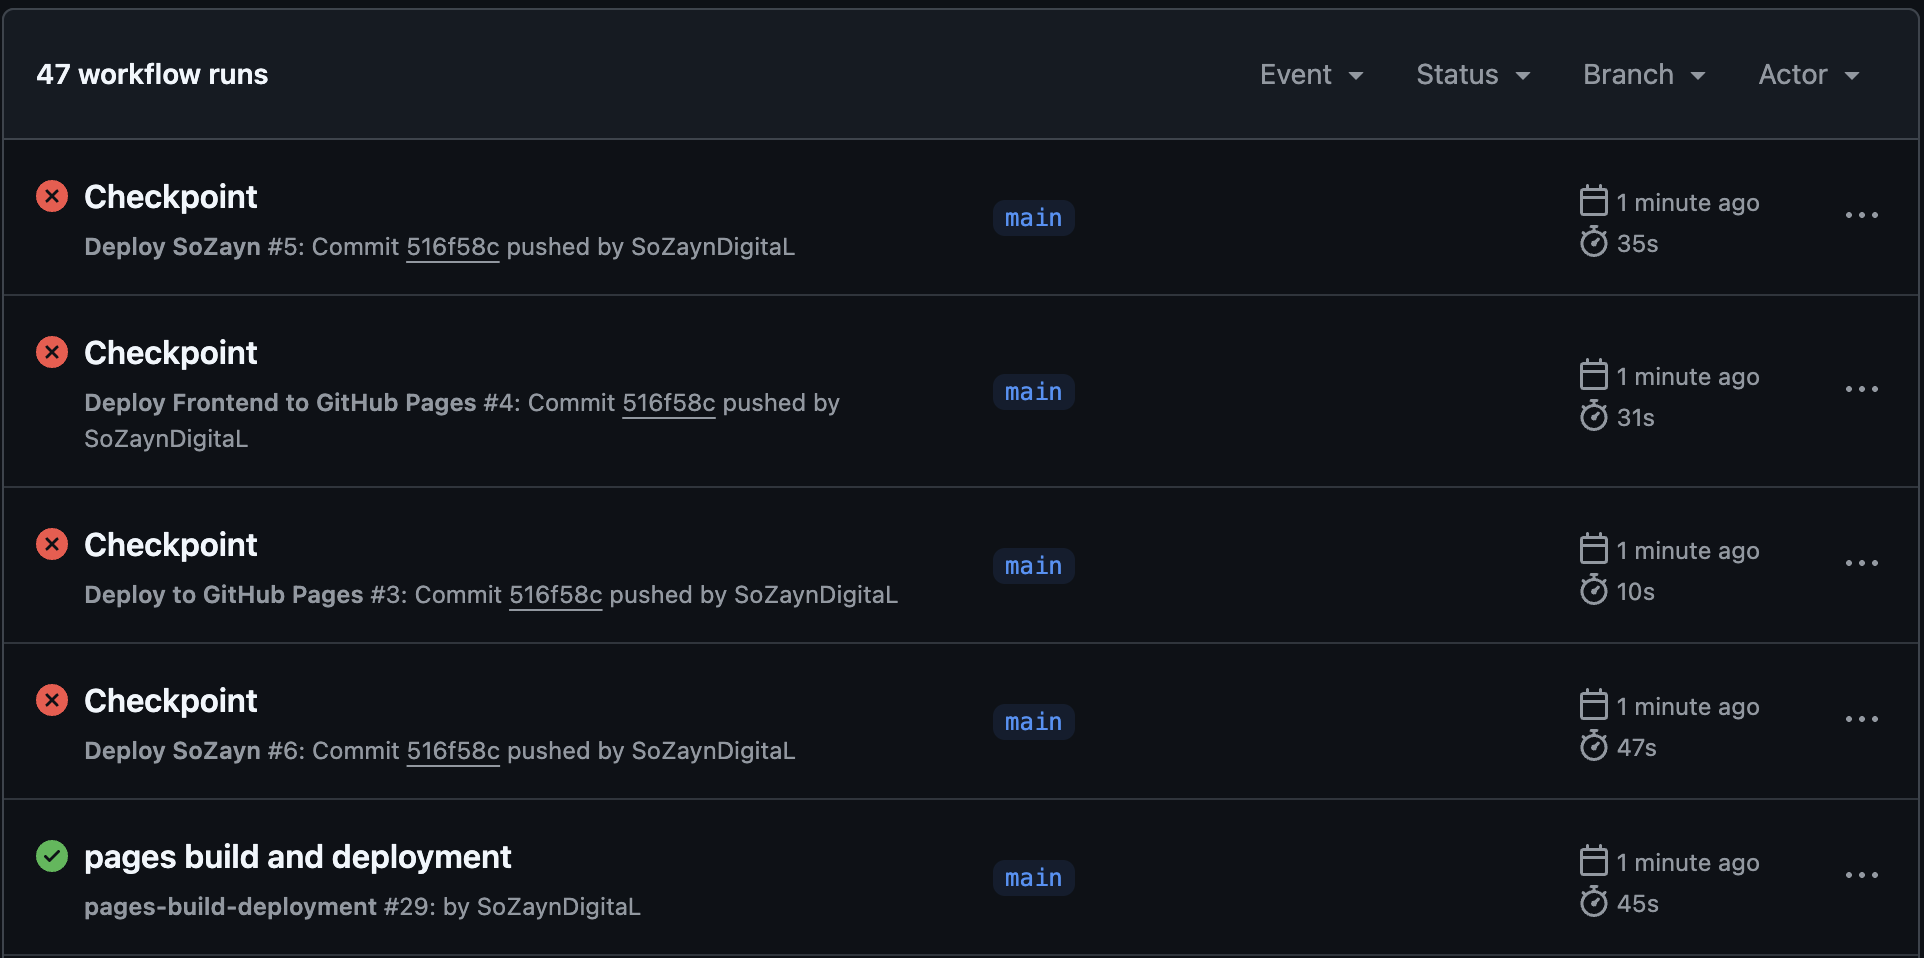 47 workflow runs
Event Status Branch Actor
Checkpoint
Deploy SoZayn #5: Commit 516f58c pushed by SoZaynDigitaL
main
1 minute ago
35s
Checkpoint
Deploy Frontend to GitHub Pages #4: Commit 516f58c pushed by
SoZaynDigitaL
main
1 minute ago
31s
Checkpoint
Deploy to GitHub Pages #3: Commit 516f58c pushed by SoZaynDigitaL
main
1 minute ago
10s
Checkpoint
Deploy SoZayn #6: Commit 516f58c pushed by SoZaynDigitaL
main
1 minute ago
47s
pages build and deployment
pages-build-deployment #29: by SoZaynDigitaL
main
1 minute ago
45s